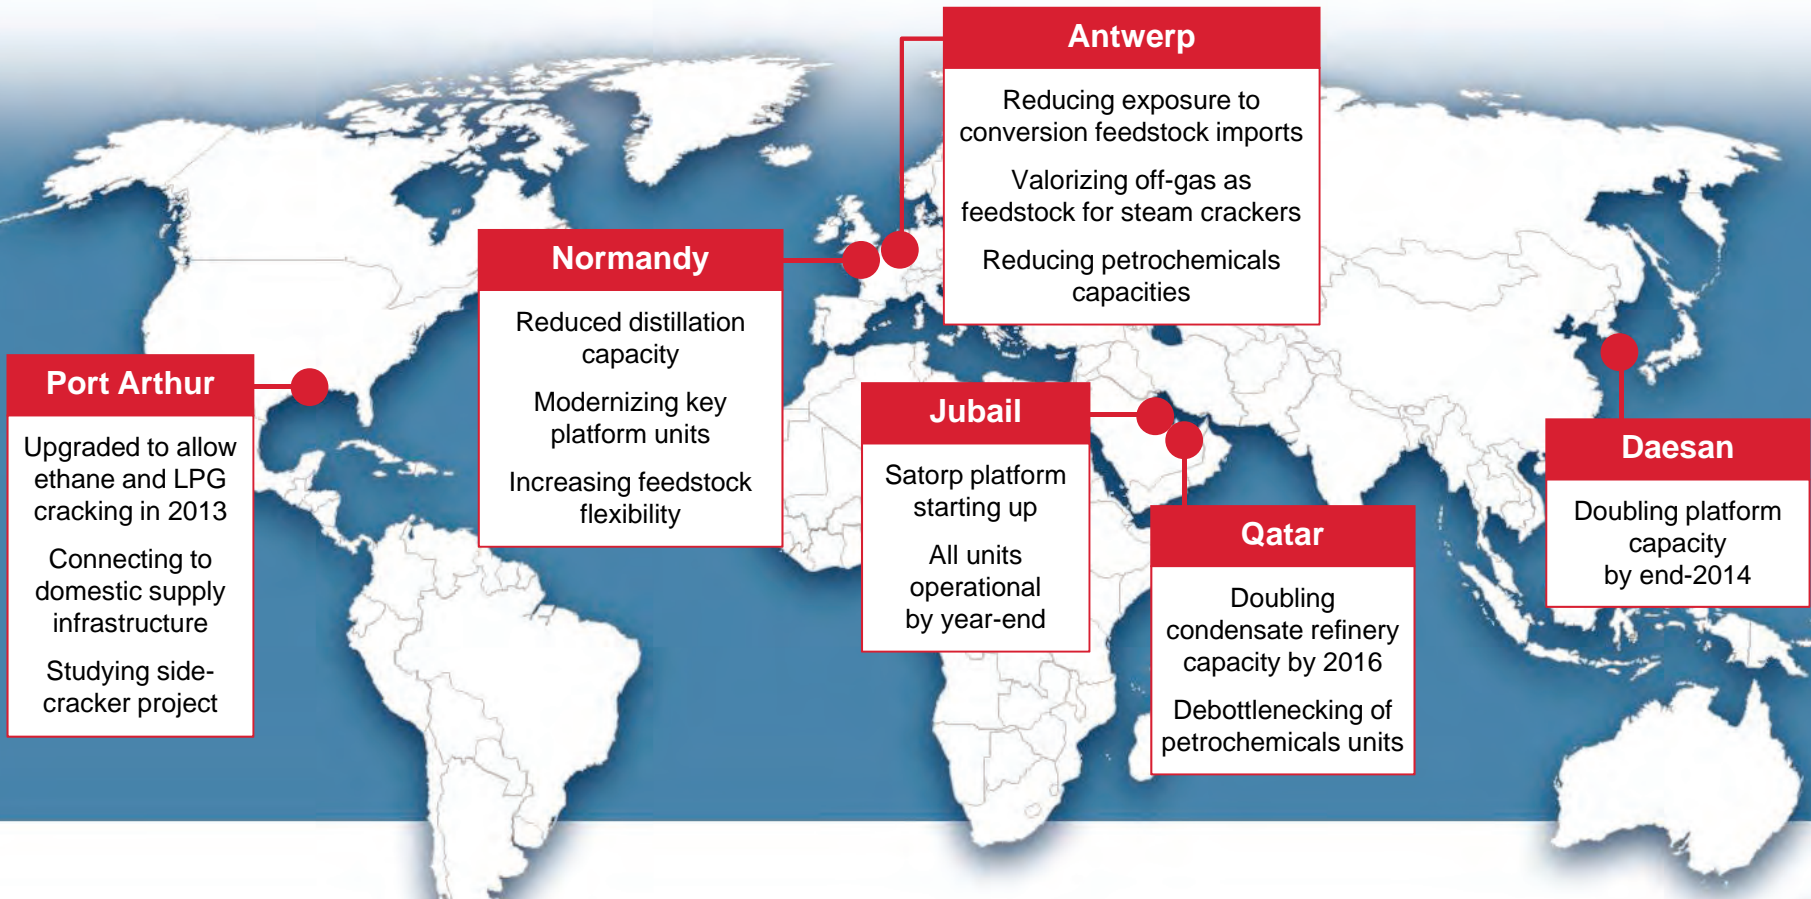 Antwerp
Reducing exposure to
conversion feedstock imports
Valorizing off-gas as
feedstock for steam crackers
Reducing petrochemicals
capacities
Normandy
Reduced distillation
capacity
Modernizing key
platform units
Increasing feedstock
flexibility
Port Arthur
Upgraded to allow
ethane and LPG
cracking in 2013
Connecting to
domestic supply
infrastructure
Studying side-
cracker project
Jubail
Satorp platform
starting up
All units
operational
by year-end
Qatar
Doubling
condensate refinery
capacity by 2016
Debottlenecking of
petrochemicals units
Daesan
Doubling platform
capacity
by end-2014